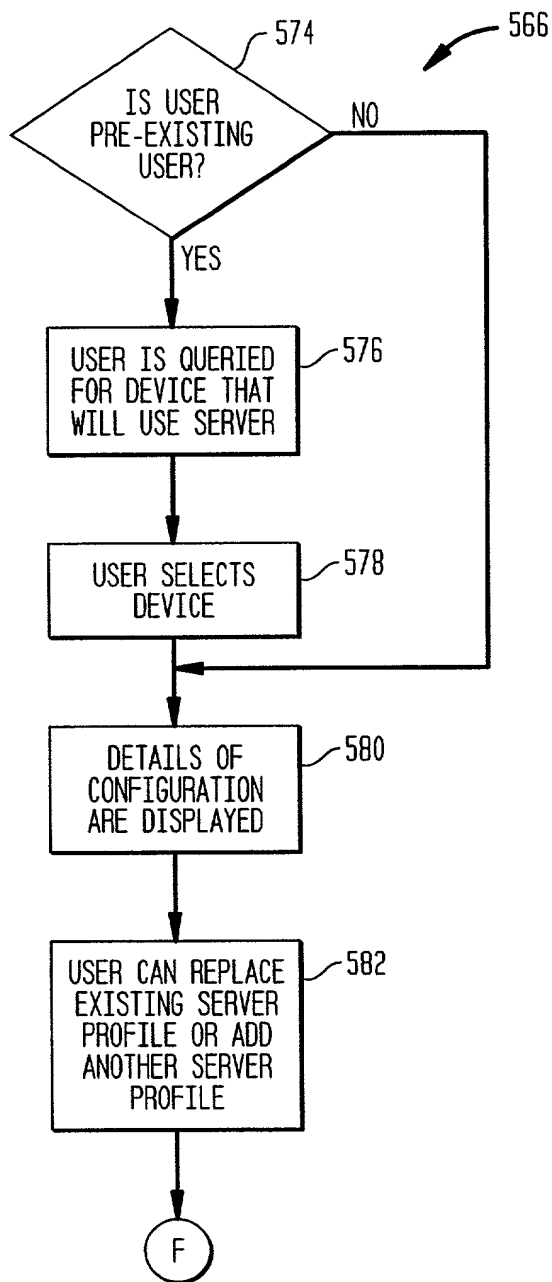 574
566
IS USER
PRE-EXISTING
USER?
NO
YES
USER IS QUERIED
FOR DEVICE THAT
WILL USE SERVER
576
USER SELECTS
DEVICE
578
DETAILS OF
CONFIGURATION
ARE DISPLAYED
580
USER CAN REPLACE
EXISTING SERVER
PROFILE OR ADD
ANOTHER SERVER
PROFILE
582
F